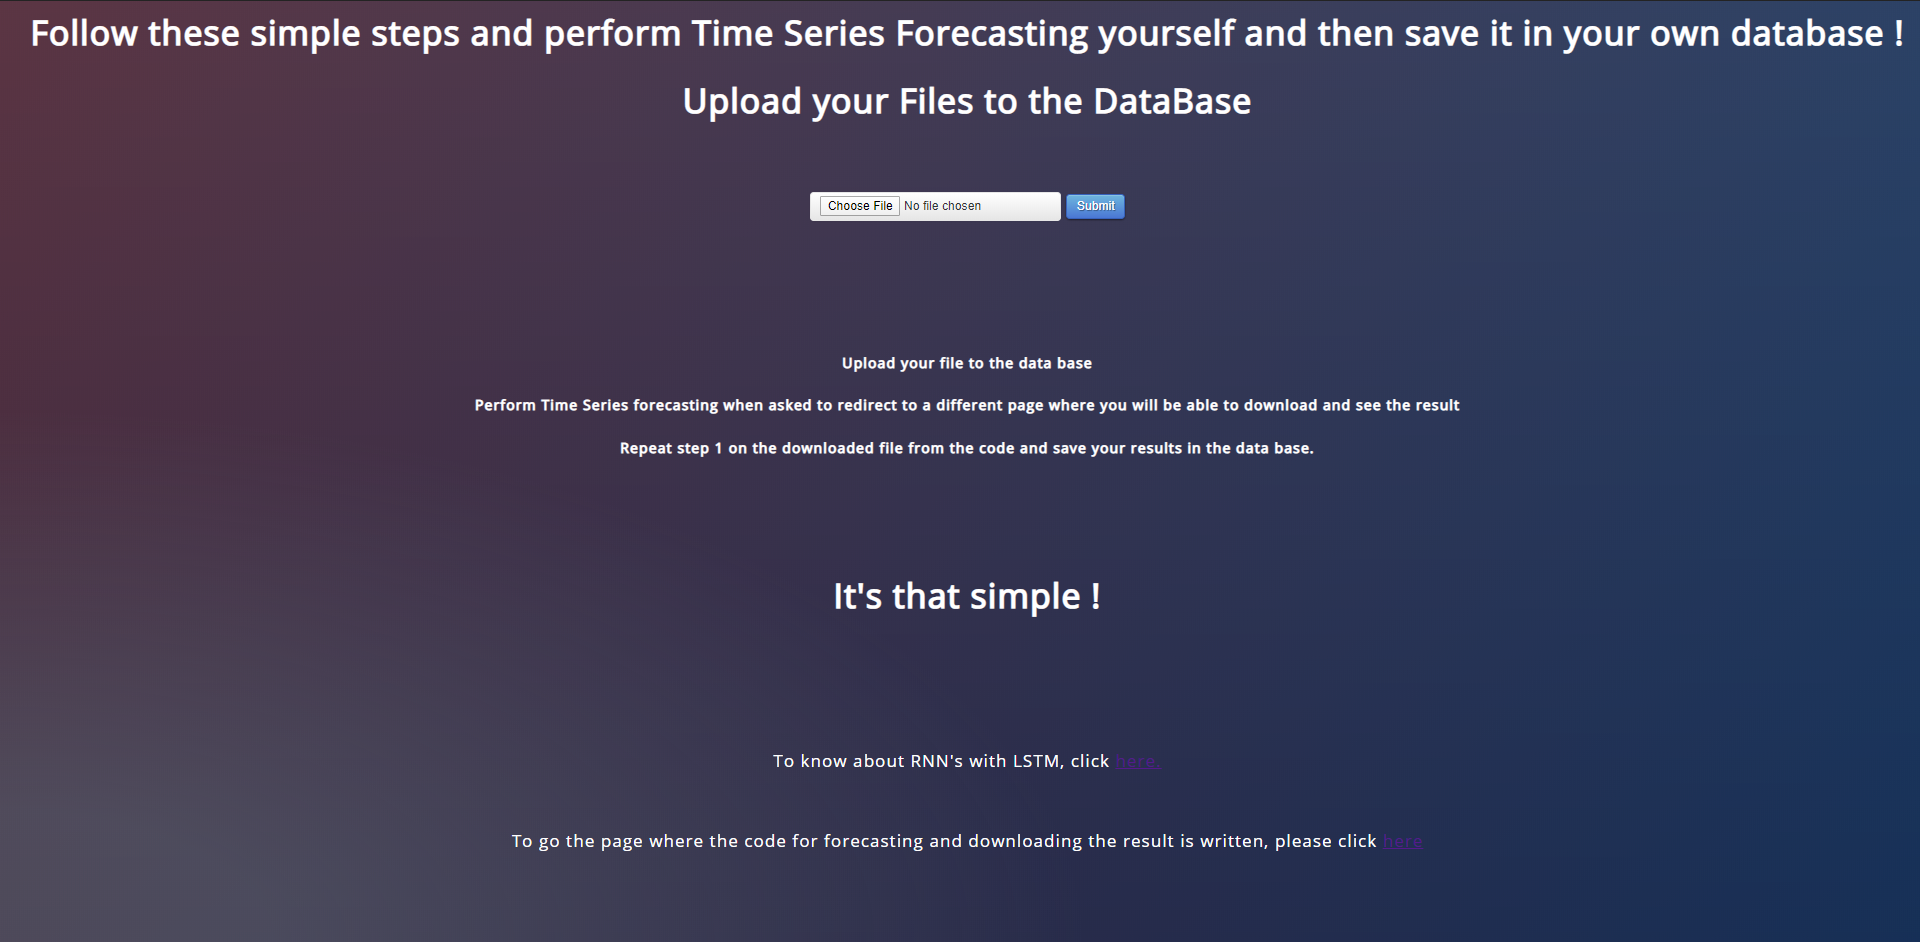 Follow these simple steps and perform Time Series Forecasting yourself and then save it in your own database !
Upload your Files to the DataBase
Choose File No file chosen Submit
Upload your file to the data base
Perform Time Series forecasting when asked to redirect to a different page where you will be able to download and see the result
Repeat step 1 on the downloaded file from the code and save your results in the data base.
It's that simple !
To know about RNN's with LSTM, click here.
To go the page where the code for forecasting and downloading the result is written, please click here